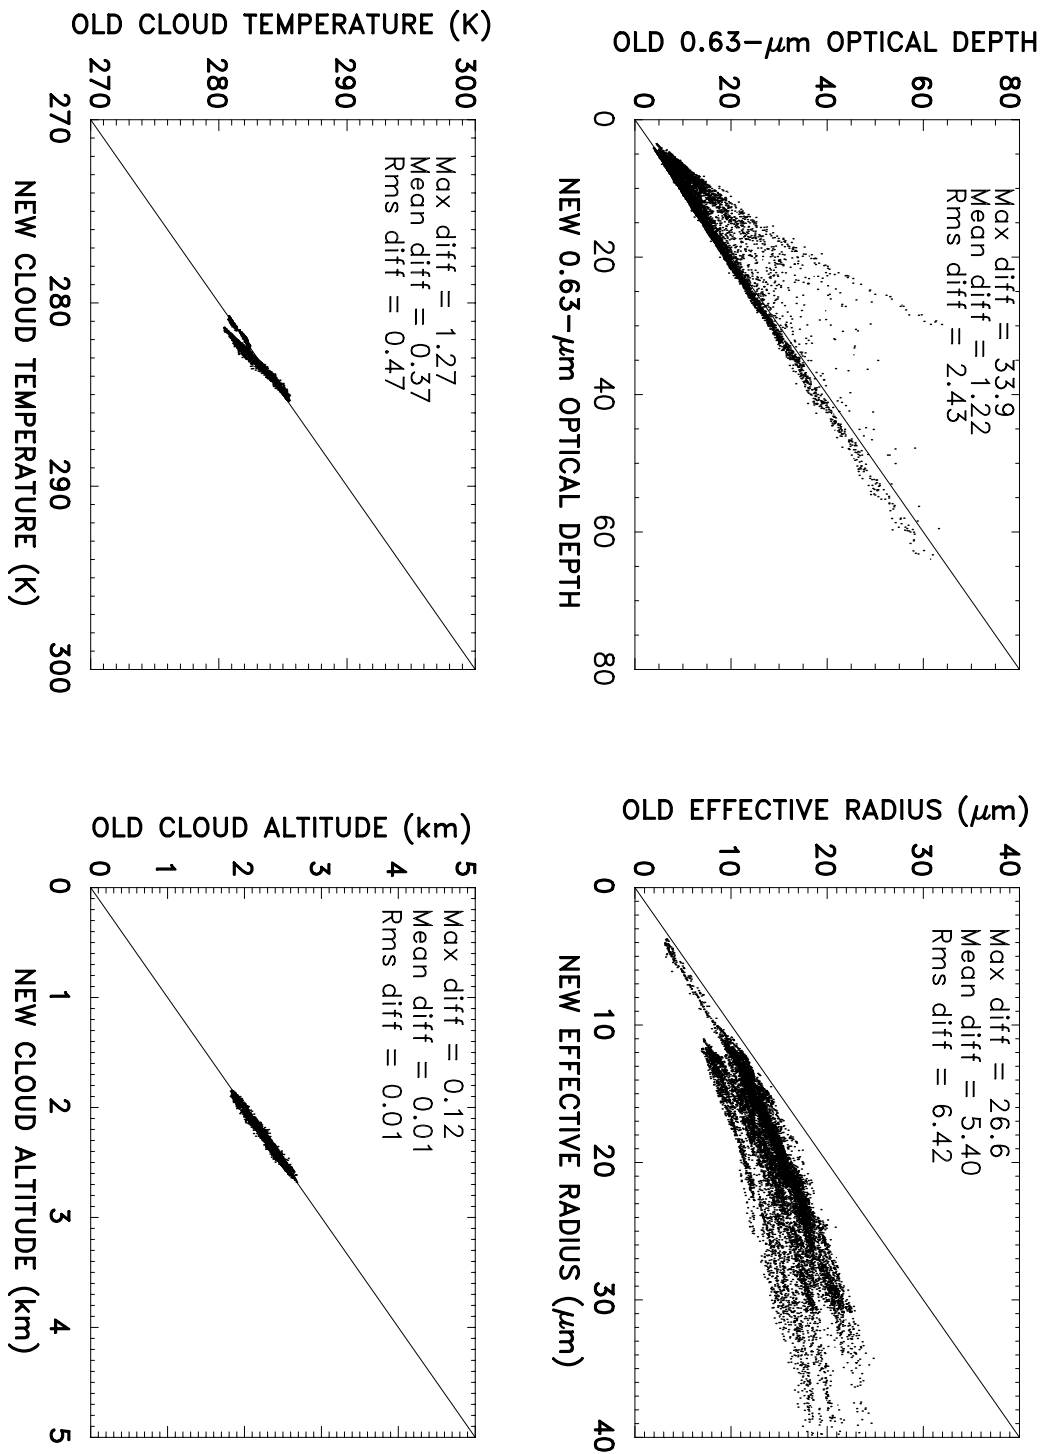 OLD 0.63-μm OPTICAL DEPTH
80
60
40
20
0
Max diff = 33.9
Mean diff = 1.22
Rms diff = 2.43
0 20 40 60 80
NEW 0.63-μm OPTICAL DEPTH
OLD EFFECTIVE RADIUS (μm)
40
30
20
10
0
Max diff = 26.6
Mean diff = 5.40
Rms diff = 6.42
0 10 20 30 40
NEW EFFECTIVE RADIUS (μm)
OLD CLOUD TEMPERATURE (K)
300
290
280
270
Max diff = 1.27
Mean diff = 0.37
Rms diff = 0.47
270 280 290 300
NEW CLOUD TEMPERATURE (K)
OLD CLOUD ALTITUDE (km)
5
4
3
2
1
0
Max diff = 0.12
Mean diff = 0.01
Rms diff = 0.01
0 1 2 3 4 5
NEW CLOUD ALTITUDE (km)